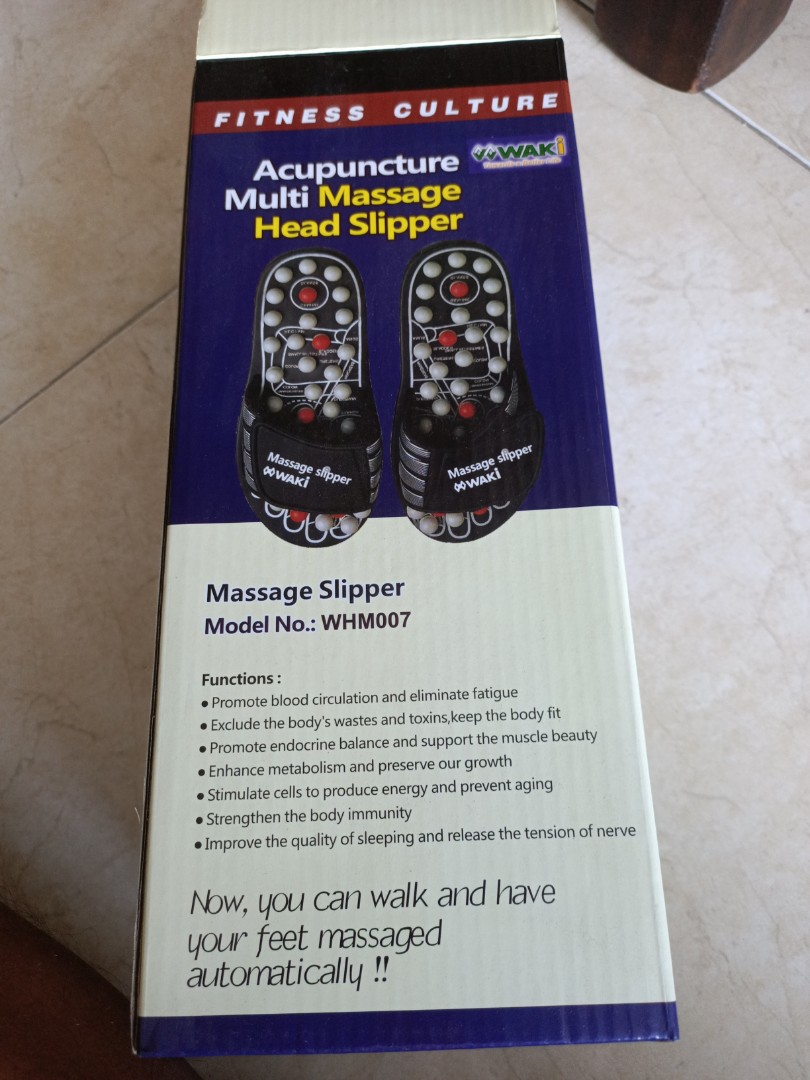 FITNESS CULTURE
WAKi
Acupuncture
Multi Massage
Head Slipper
Massage slipper
WAKi
Massage slipper
WAKi
Massage Slipper
Model No.: WHM007
Functions :
• Promote blood circulation and eliminate fatigue
• Exclude the body's wastes and toxins,keep the body fit
• Promote endocrine balance and support the muscle beauty
• Enhance metabolism and preserve our growth
• Stimulate cells to produce energy and prevent aging
• Strengthen the body immunity
• Improve the quality of sleeping and release the tension of nerve
Now, you can walk and have
your feet massaged
automatically !!